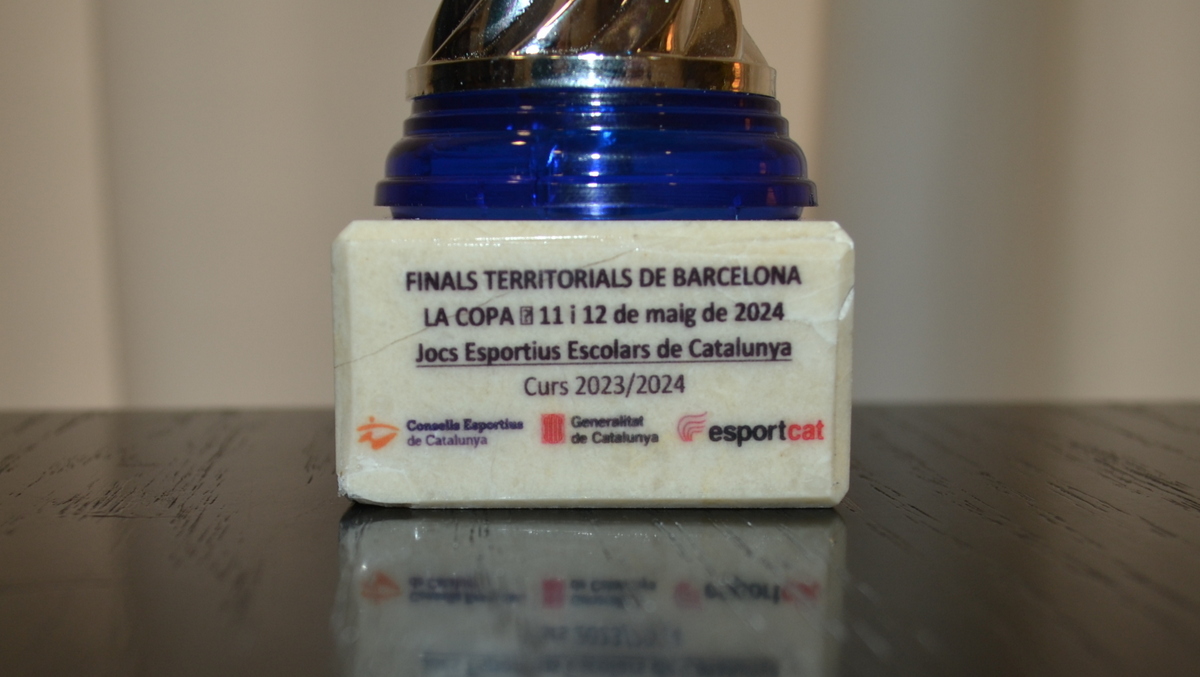 FINALS TERRITORIALS DE BARCELONA
LA COPA 11 i 12 de maig de 2024
Jocs Esportius Escolars de Catalunya
Curs 2023/2024
Consells Esportius
de Catalunya
Generalitat
de Catalunya
esportcat